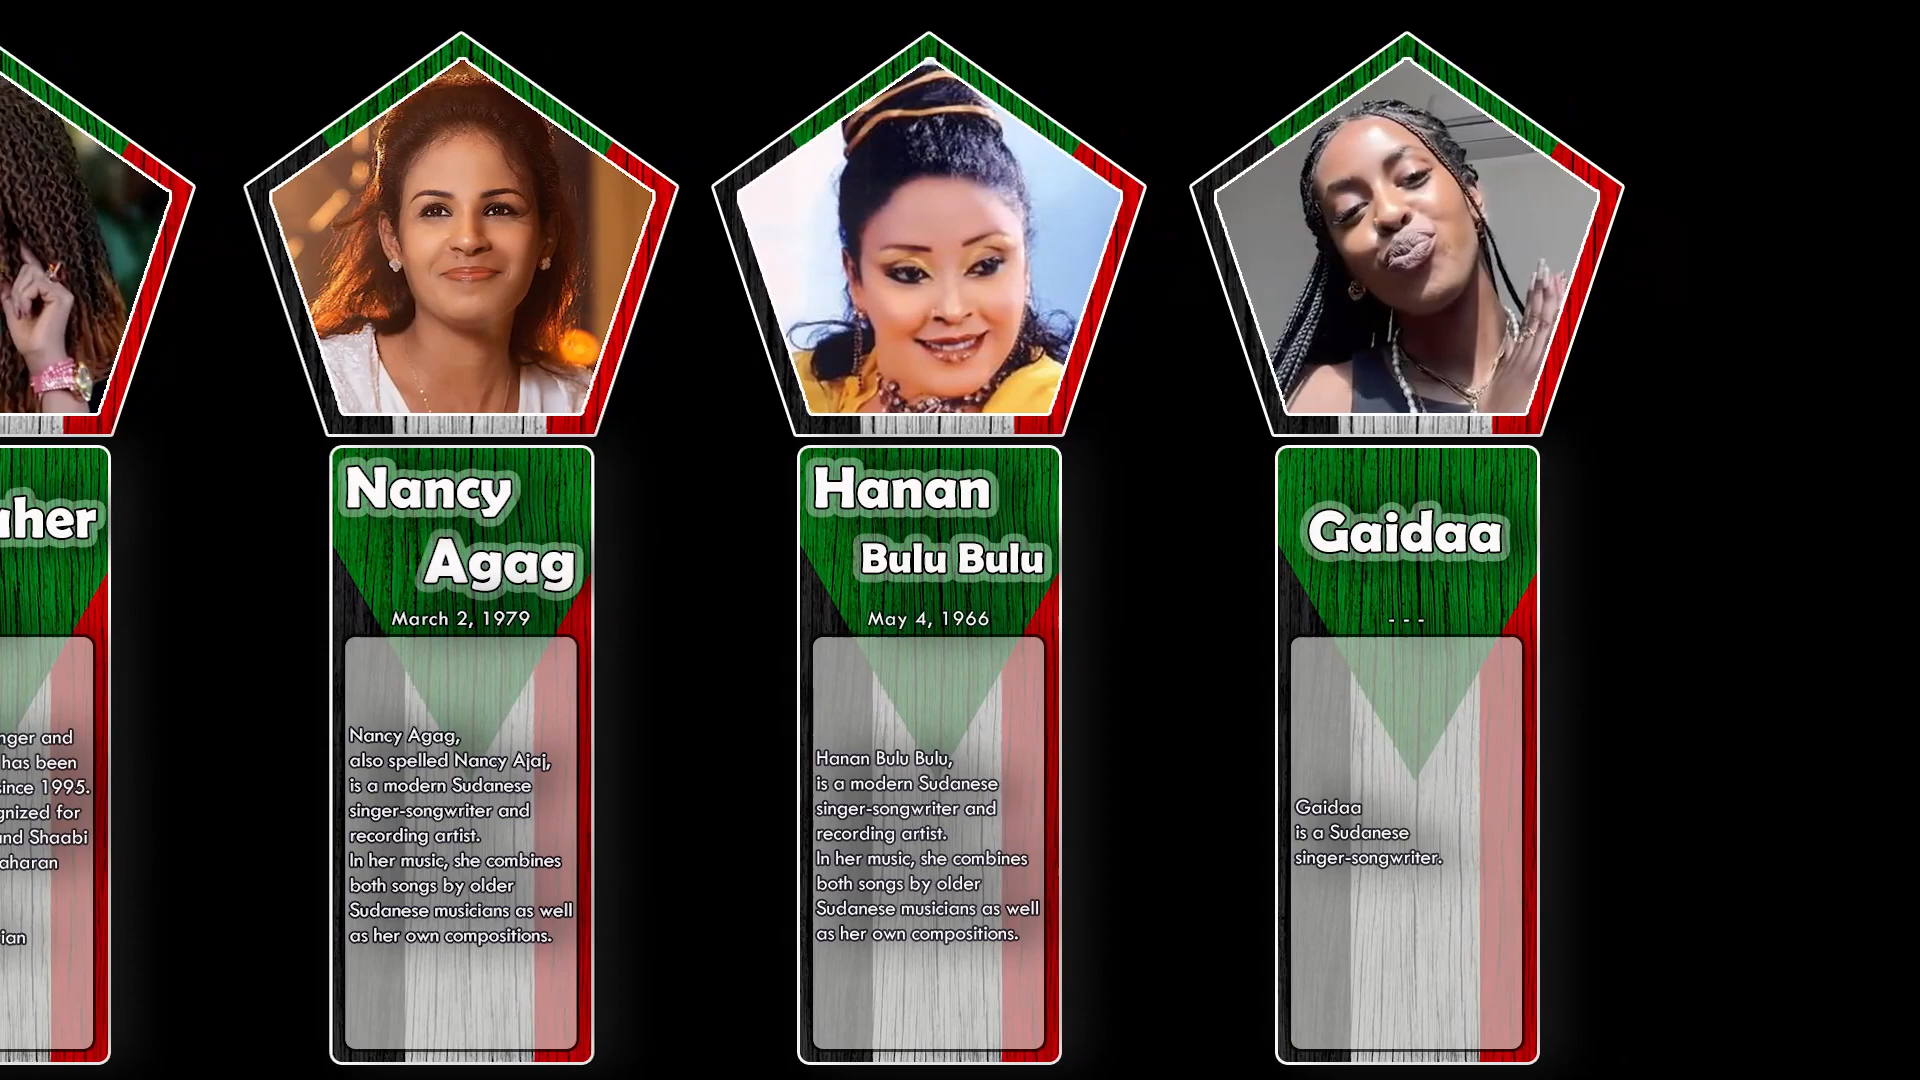 aher
nger and
has been
since 1995.
gnized for
and Shaabi
aharan
ian
Nancy
Agag
March 2, 1979
Nancy Agag,
also spelled Nancy Ajaj,
is a modern Sudanese
singer-songwriter and
recording artist.
In her music, she combines
both songs by older
Sudanese musicians as well
as her own compositions.
Hanan
Bulu Bulu
May 4, 1966
Hanan Bulu Bulu,
is a modern Sudanese
singer-songwriter and
recording artist.
In her music, she combines
both songs by older
Sudanese musicians as well
as her own compositions.
Gaidaa
- - -
Gaidaa
is a Sudanese
singer-songwriter.